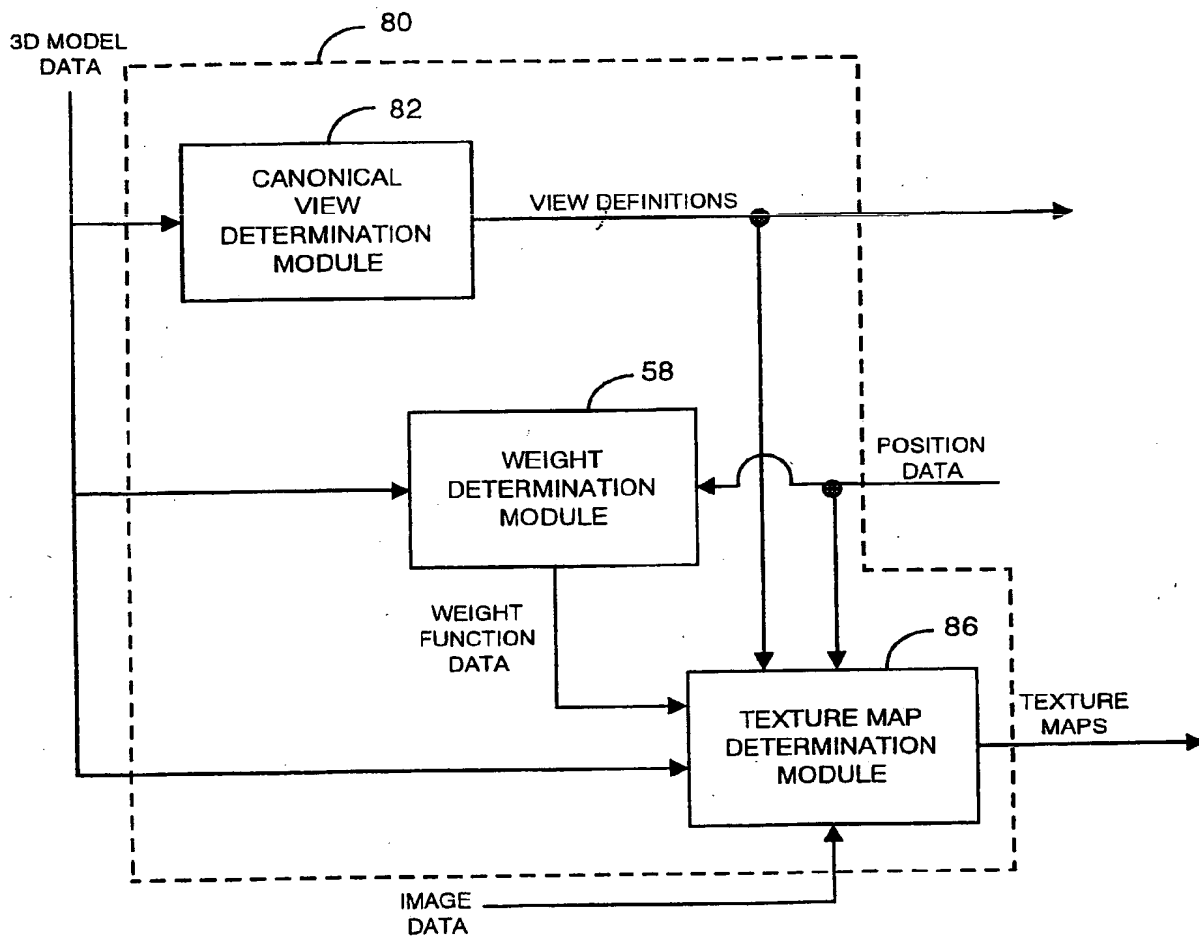 80
3D MODEL
DATA
82
CANONICAL
VIEW
DETERMINATION
MODULE
VIEW DEFINITIONS
58
WEIGHT
DETERMINATION
MODULE
POSITION
DATA
WEIGHT
FUNCTION
DATA
86
TEXTURE MAP
DETERMINATION
MODULE
TEXTURE
MAPS
IMAGE
DATA